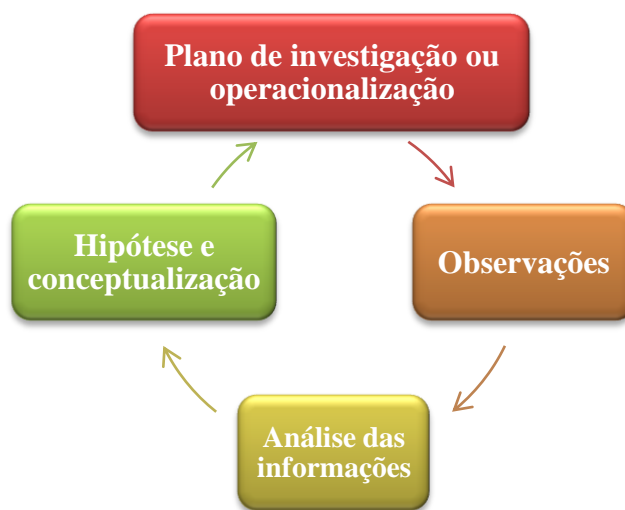 Plano de investigação ou
operacionalização
Hipótese e
conceptualização
Observações
Análise das
informações